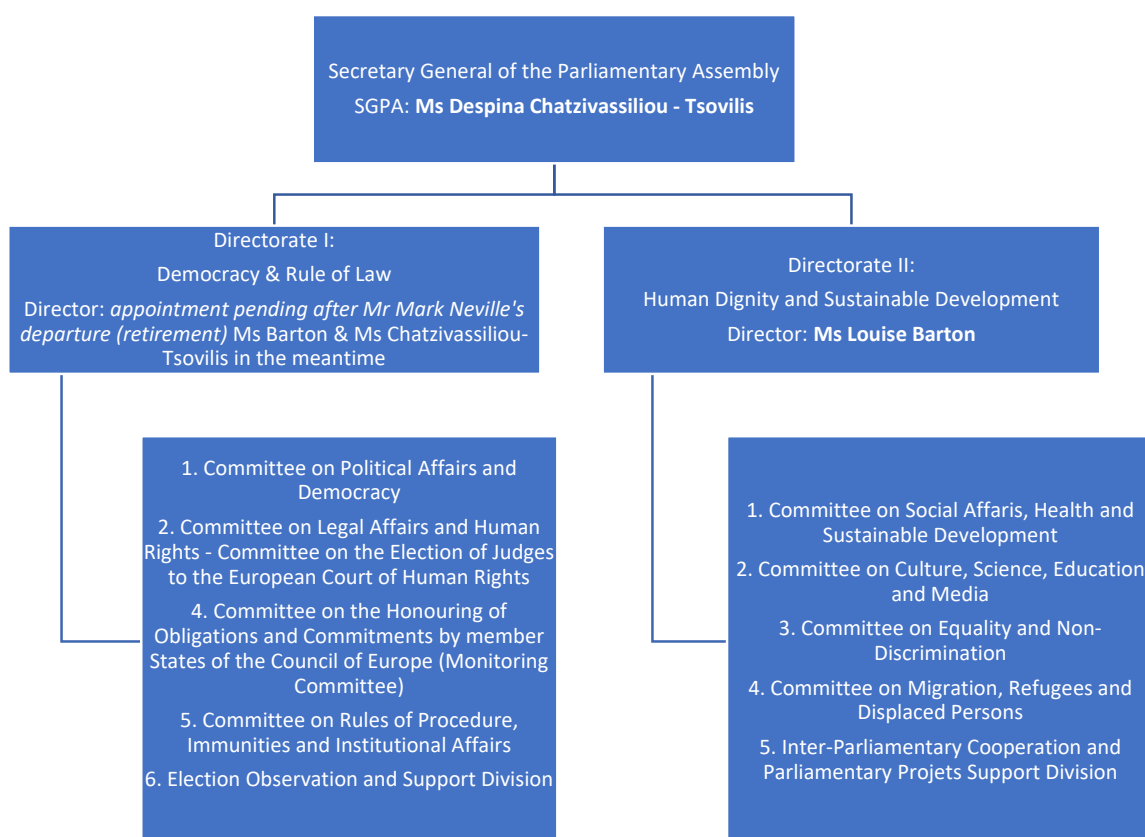 Secretary General of the Parliamentary Assembly
SGPA: Ms Despina Chatzivassiliou - Tsovilis
Directorate I:
Democracy & Rule of Law
Director: appointment pending after Mr Mark Neville's
departure (retirement) Ms Barton & Ms Chatzivassiliou-
Tsovilis in the meantime
Directorate II:
Human Dignity and Sustainable Development
Director: Ms Louise Barton
1. Committee on Political Affairs and
Democracy
2. Committee on Legal Affairs and Human
Rights - Committee on the Election of Judges
to the European Court of Human Rights
4. Committee on the Honouring of
Obligations and Commitments by member
States of the Council of Europe (Monitoring
Committee)
5. Committee on Rules of Procedure,
Immunities and Institutional Affairs
6. Election Observation and Support Division
1. Committee on Social Affaris, Health and
Sustainable Development
2. Committee on Culture, Science, Education
and Media
3. Committee on Equality and Non-
Discrimination
4. Committee on Migration, Refugees and
Displaced Persons
5. Inter-Parliamentary Cooperation and
Parliamentary Projets Support Division